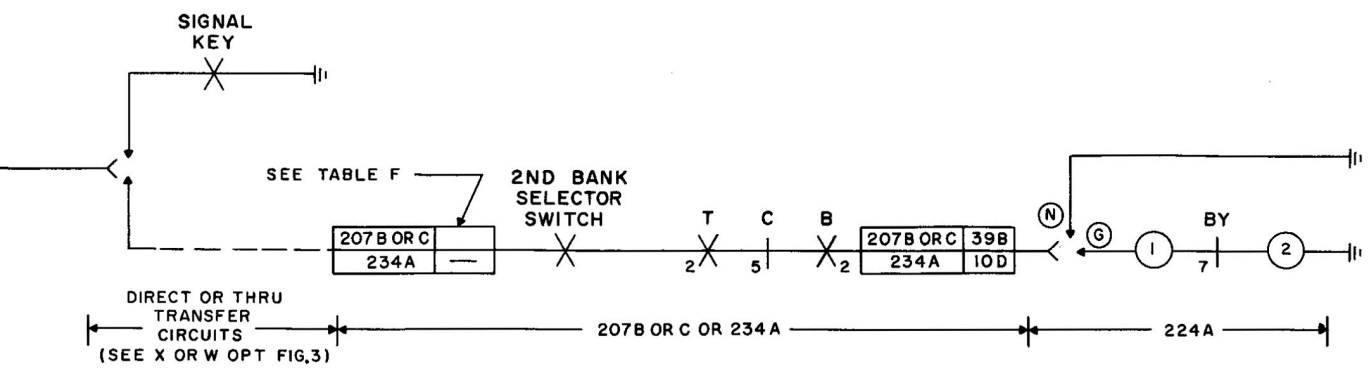 SIGNAL
KEY
SEE TABLE F
2ND BANK
SELECTOR
SWITCH
207B OR C
234A —
T
2
C
5
B
2
207B OR C 39B
234A 10D
N
G
1
BY
7
2
DIRECT OR THRU
TRANSFER
CIRCUITS
(SEE X OR W OPT FIG.3)
207B OR C OR 234A
224A